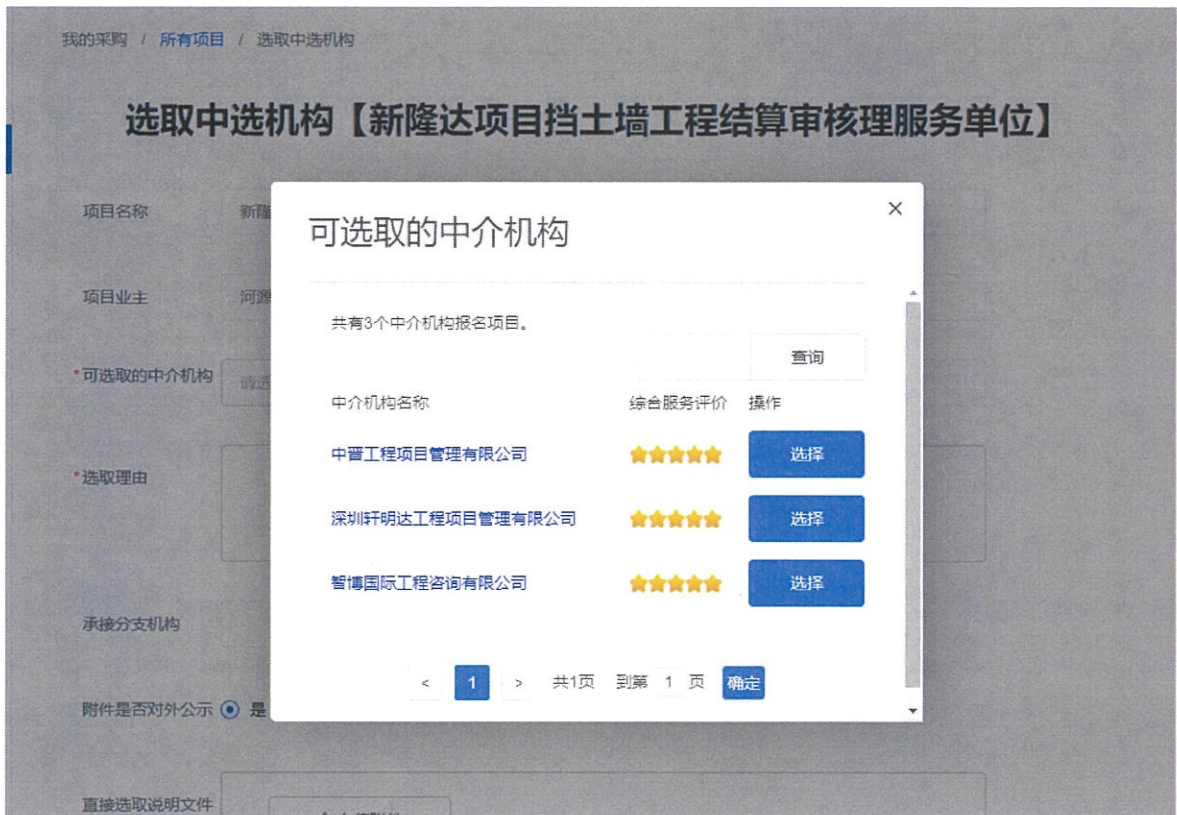 我的采购 / 所有项目 / 选取中选机构
选取中选机构【新隆达项目挡土墙工程结算审核理服务单位】
项目名称 新隆
可选取的中介机构
×
项目业主 河源
共有3个中介机构报名项目。
查询
*可选取的中介机构 请选
中介机构名称 综合服务评价 操作
中晋工程项目管理有限公司 选择
*选取理由
深圳轩明达工程项目管理有限公司 选择
智博国际工程咨询有限公司 选择
承接分支机构
< 1 > 共1页 到第 1 页 确定
附件是否对外公示 是
直接选取说明文件